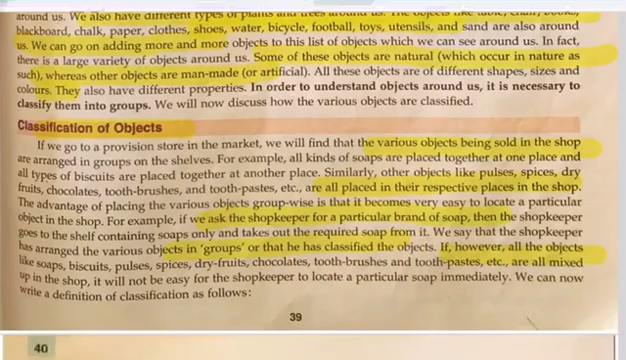 around us. We also have different types of plants and trees around us. The objects like table, chair, books,
blackboard, chalk, paper, clothes, shoes, water, bicycle, football, toys, utensils, and sand are also around
us. We can go on adding more and more objects to this list of objects which we can see around us. In fact,
there is a large variety of objects around us. Some of these objects are natural (which occur in nature as
such), whereas other objects are man-made (or artificial). All these objects are of different shapes, sizes and
colours. They also have different properties. In order to understand objects around us, it is necessary to
classify them into groups. We will now discuss how the various objects are classified.
Classification of Objects
If we go to a provision store in the market, we will find that the various objects being sold in the shop
are arranged in groups on the shelves. For example, all kinds of soaps are placed together at one place and
all types of biscuits are placed together at another place. Similarly, other objects like pulses, spices, dry
fruits, chocolates, tooth-brushes, and tooth-pastes, etc., are all placed in their respective places in the shop.
The advantage of placing the various objects group-wise is that it becomes very easy to locate a particular
object in the shop. For example, if we ask the shopkeeper for a particular brand of soap, then the shopkeeper
goes to the shelf containing soaps only and takes out the required soap from it. We say that the shopkeeper
has arranged the various objects in 'groups' or that he has classified the objects. If, however, all the objects
like soaps, biscuits, pulses, spices, dry-fruits, chocolates, tooth-brushes and tooth-pastes, etc., are all mixed
up in the shop, it will not be easy for the shopkeeper to locate a particular soap immediately. We can now
write a definition of classification as follows:
39
40